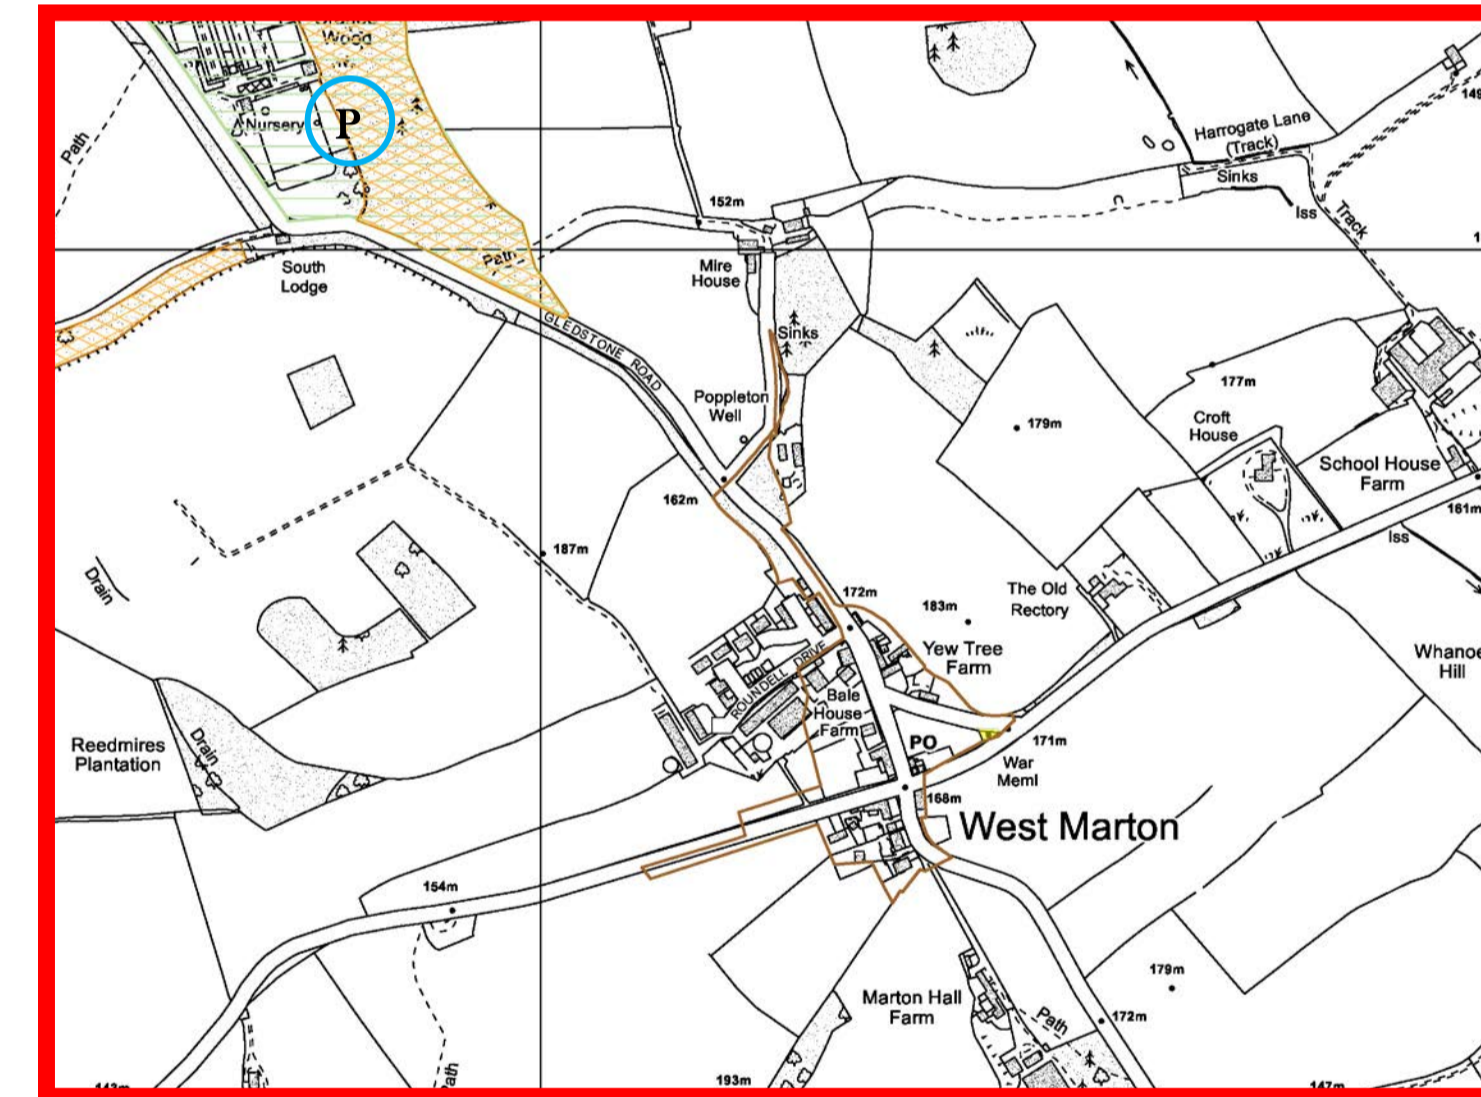 Wood
P
Nursery
Path
149
Harrogate Lane
(Track)
Sinks
Iss
Track
152m
Path
South
Lodge
Mire
House
Sinks
GLEDSTONE ROAD
Poppleton
Well
177m
Croft
House
179m
School House
Farm
161m
Iss
162m
187m
Drain
172m
183m
The Old
Rectory
Yew Tree
Farm
Whanoe
Hill
ROUNDELL DRIVE
Bale
House
Farm
Reedmires
Plantation
Drain
PO
171m
War
Meml
168m
West Marton
154m
179m
Marton Hall
Farm
Path
172m
193m
147m